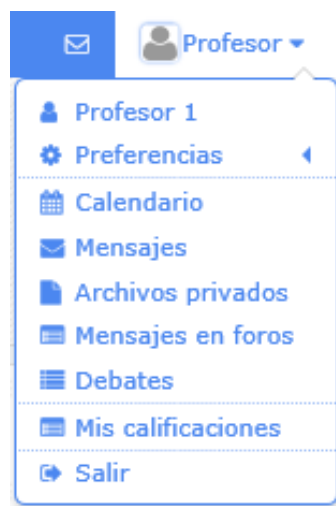 Profesor
Profesor 1
Preferencias
Calendario
Mensajes
Archivos privados
Mensajes en foros
Debates
Mis calificaciones
Salir